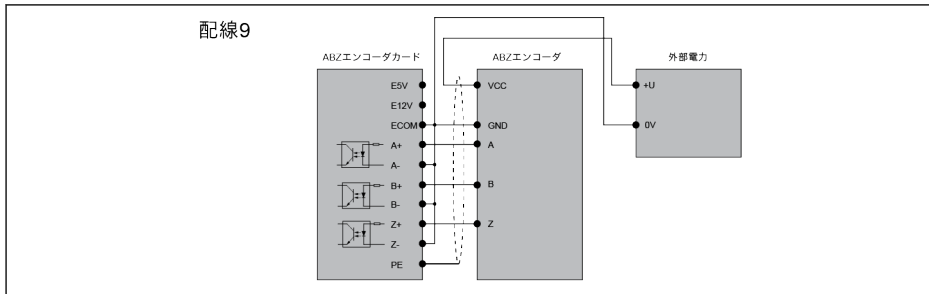 配線9
ABZエンコーダカード
ABZエンコーダ
外部電力
E5V
VCC
+U
E12V
ECOM
GND
0V
A+
A
A-
B+
B
B-
Z+
Z
Z-
PE